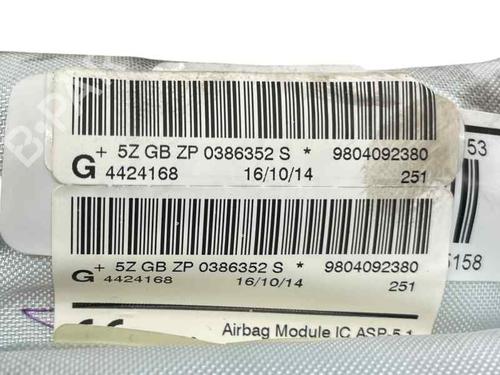 B-PARTS
+ 5Z GB ZP 0386352 S * 9804092380
G 4424168 16/10/14 251
53
+ 5Z GB ZP 0386352 S * 9804092380
G 4424168 16/10/14 251
5158
Airbag Module IC ASP-5.1